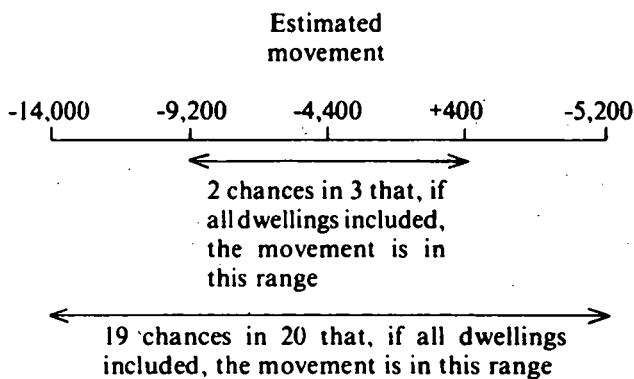 Estimated
movement
-14,000 -9,200 -4,400 +400 -5,200
2 chances in 3 that, if
all dwellings included,
the movement is in
this range
19 chances in 20 that, if all dwellings
included, the movement is in this range